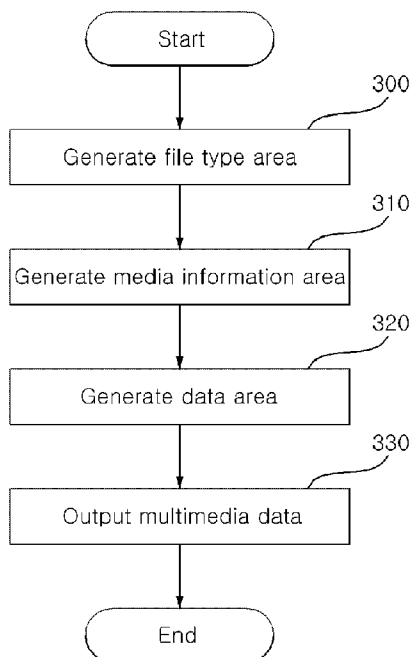 Start
300
Generate file type area
310
Generate media information area
320
Generate data area
330
Output multimedia data
End